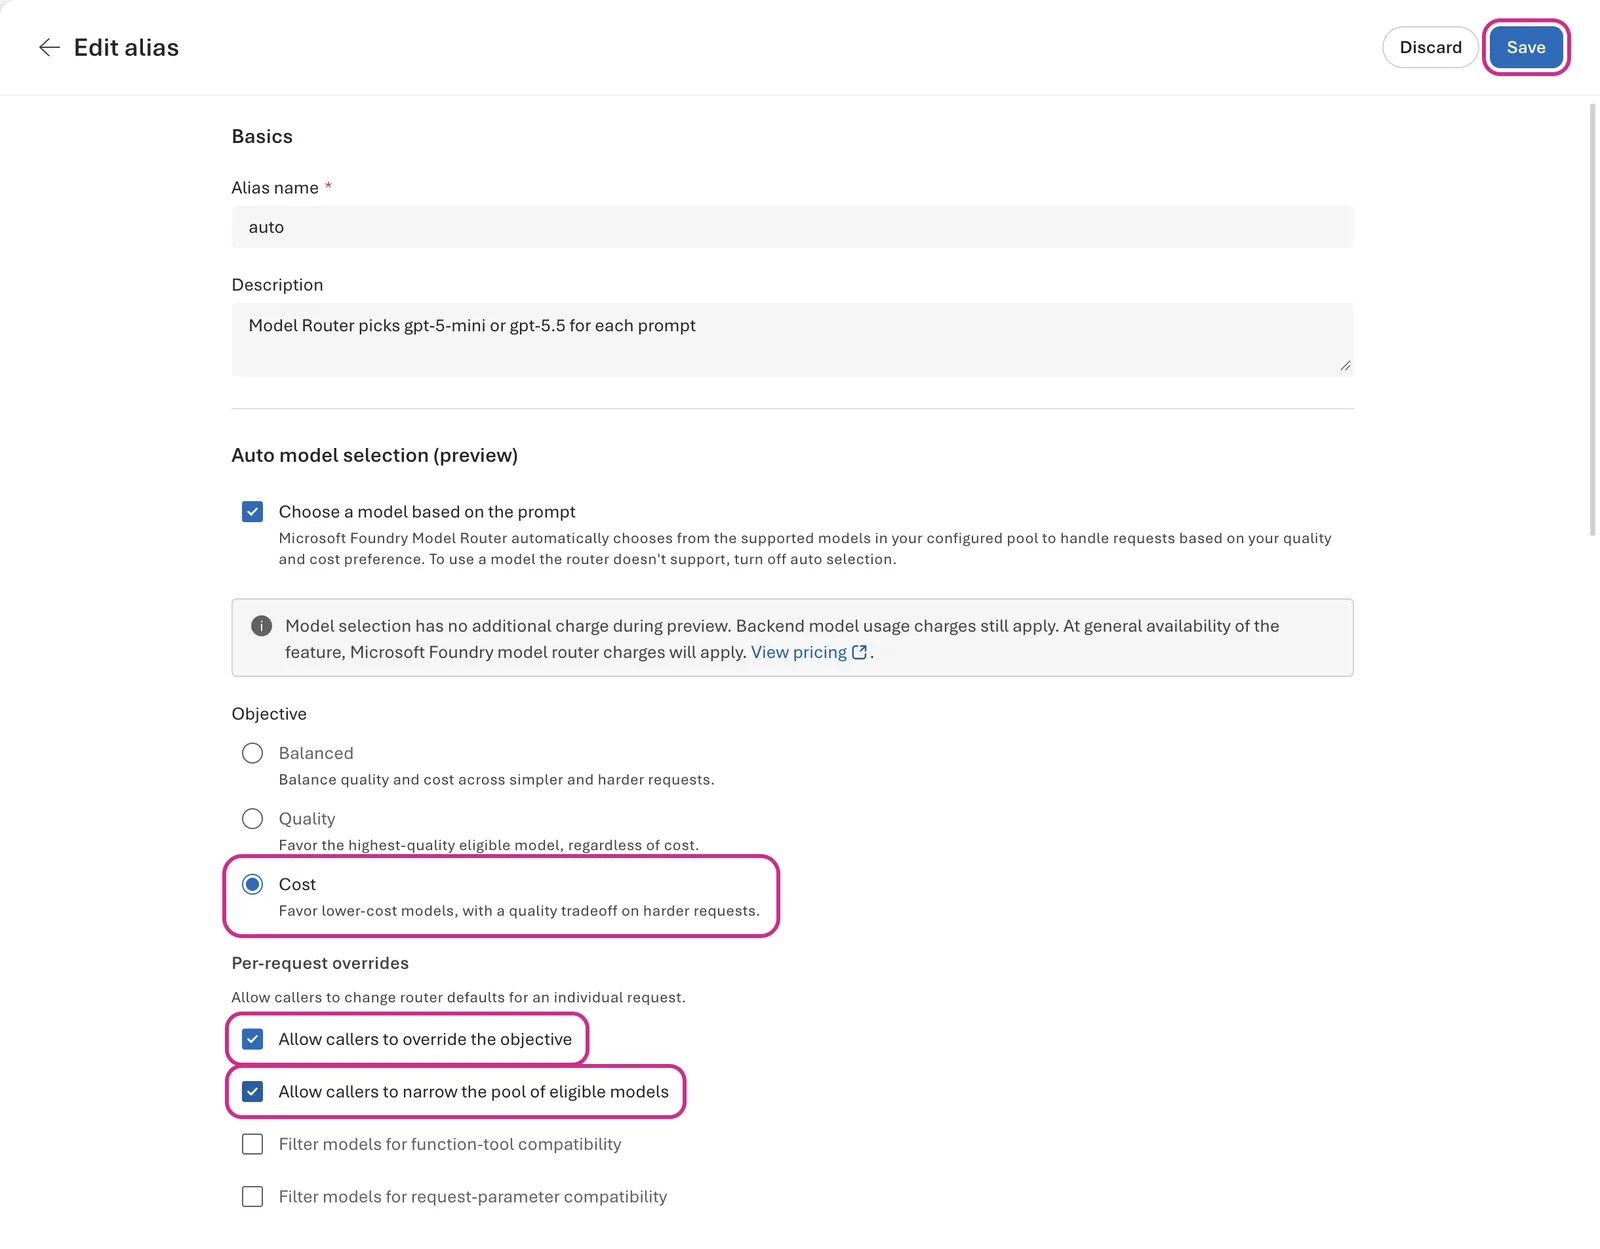 Edit alias
Discard
Save
Basics
Alias name *
auto
Description
Model Router picks gpt-5-mini or gpt-5.5 for each prompt
Auto model selection (preview)
Choose a model based on the prompt
Microsoft Foundry Model Router automatically chooses from the supported models in your configured pool to handle requests based on your quality
and cost preference. To use a model the router doesn't support, turn off auto selection.
Model selection has no additional charge during preview. Backend model usage charges still apply. At general availability of the
feature, Microsoft Foundry model router charges will apply. View pricing.
Objective
Balanced
Balance quality and cost across simpler and harder requests.
Quality
Favor the highest-quality eligible model, regardless of cost.
Cost
Favor lower-cost models, with a quality tradeoff on harder requests.
Per-request overrides
Allow callers to change router defaults for an individual request.
Allow callers to override the objective
Allow callers to narrow the pool of eligible models
Filter models for function-tool compatibility
Filter models for request-parameter compatibility